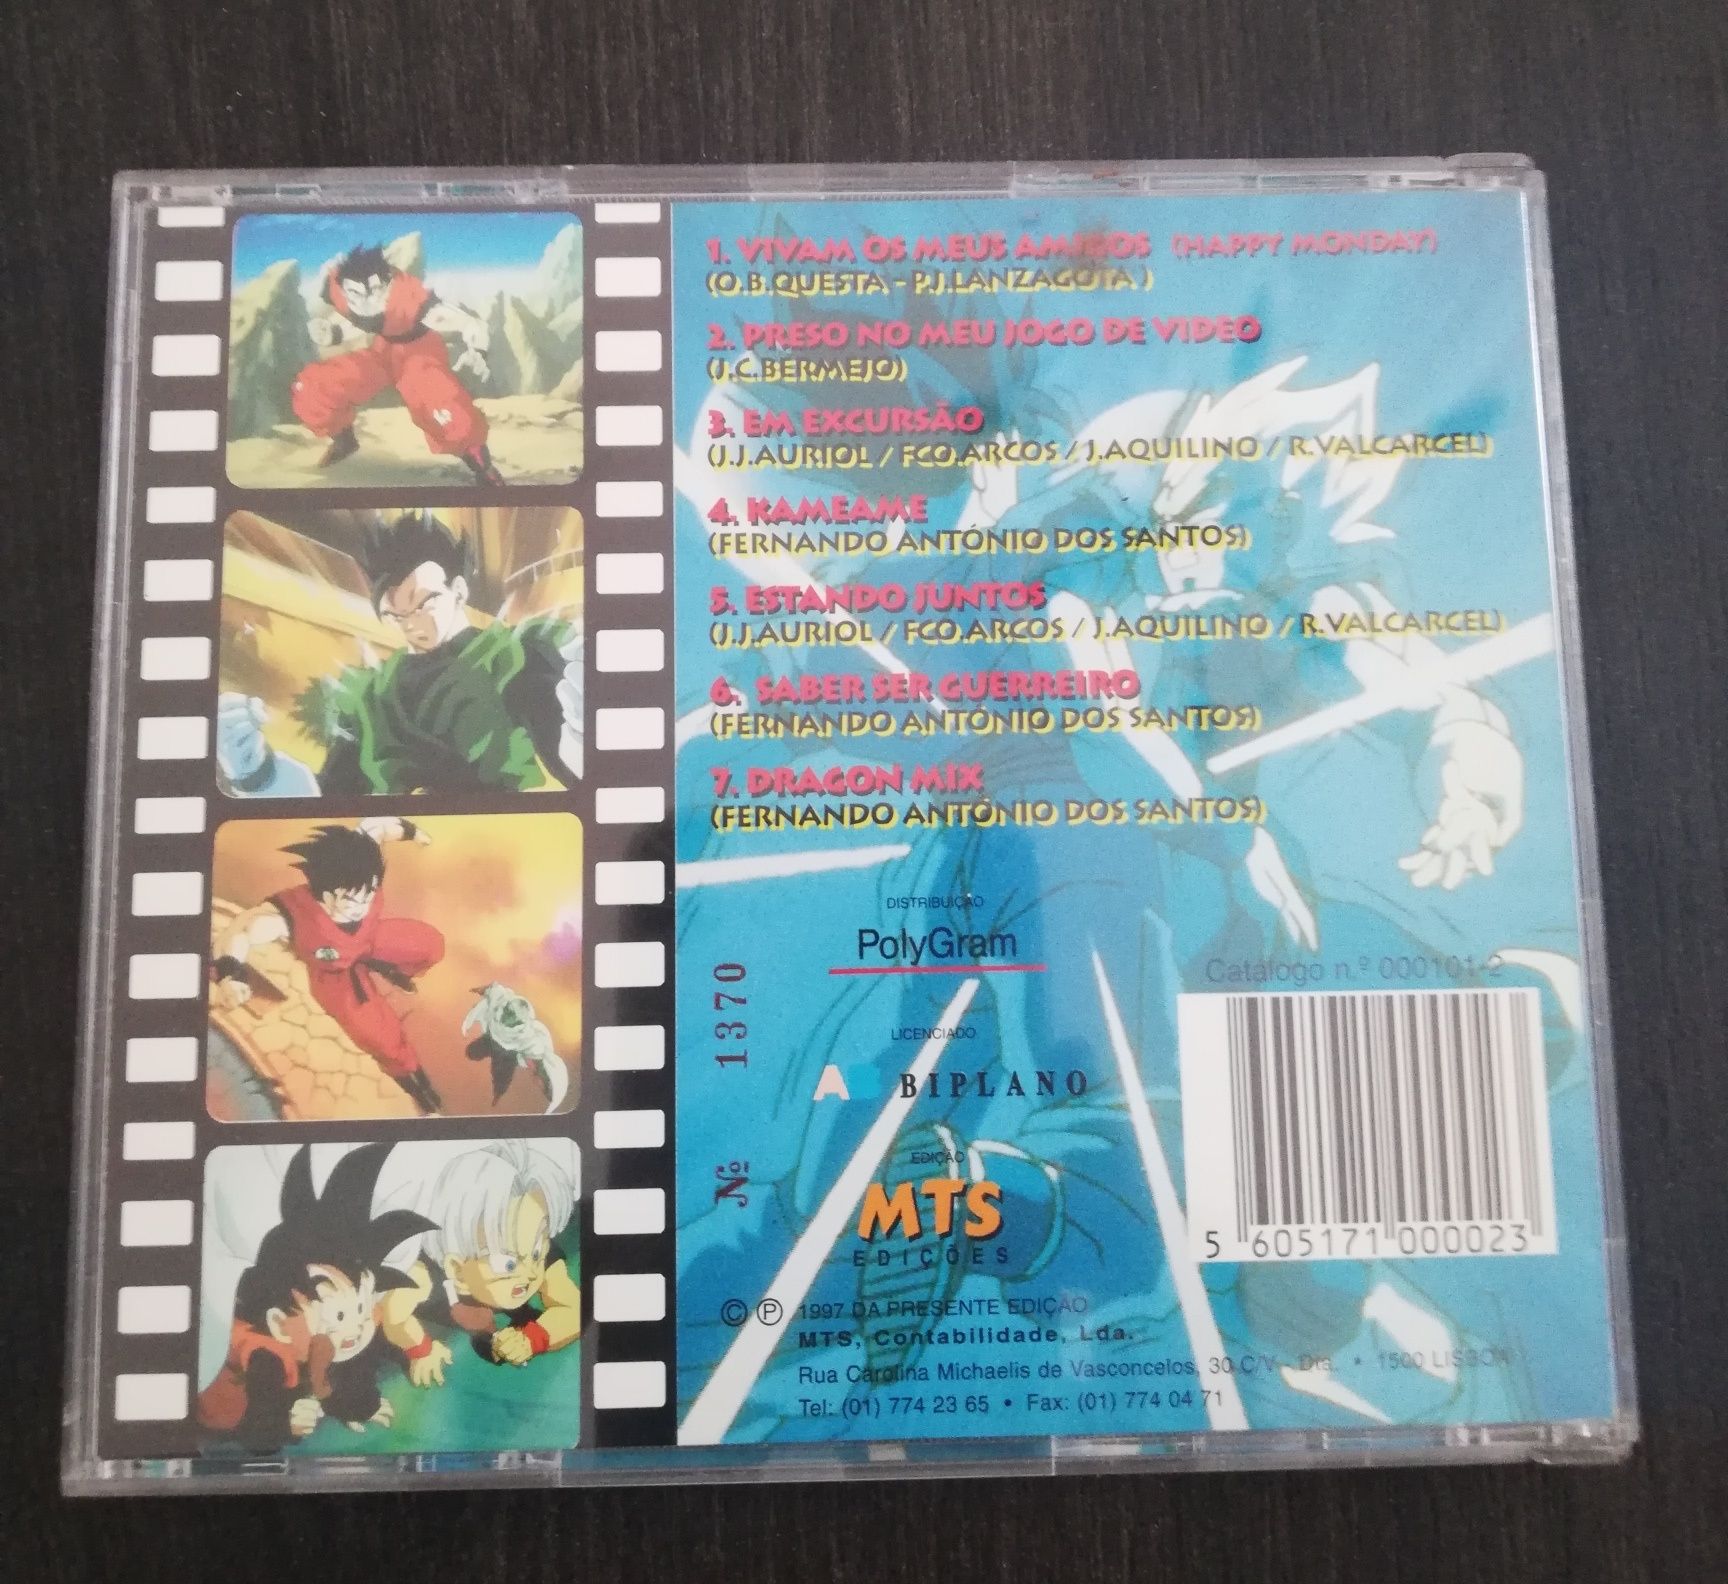 1. VIVAM OS MEUS AMIGOS (HAPPY MONDAY)
(O.B.QUESTA - P.J.LANZAGOTA )
2. PRESO NO MEU JOGO DE VIDEO
(J.C.BERMEJO)
3. EM EXCURSÃO
(J.J.AURIOL / FCO.ARCOS / J.AQUILINO / R.VALCARCEL)
4. KAMEAME
(FERNANDO ANTÓNIO DOS SANTOS)
5. ESTANDO JUNTOS
(J.J.AURIOL / FCO.ARCOS / J.AQUILINO / R.VALCARCEL)
6. SABER SER GUERREIRO
(FERNANDO ANTÓNIO DOS SANTOS)
7. DRAGON MIX
(FERNANDO ANTÓNIO DOS SANTOS)
DISTRIBUIÇÃO
PolyGram
Nº 1370
LICENCIADO
BIPLANO
EDIÇÃO
MTS
EDIÇÕES
Catálogo n.º 000101-2
5 605171 000023
© ℗ 1997 DA PRESENTE EDIÇÃO
MTS, Contabilidade, Lda.
Rua Carolina Michaelis de Vasconcelos, 30 C/V - Dta. • 1500 LISBOA
Tel: (01) 774 23 65 • Fax: (01) 774 04 71